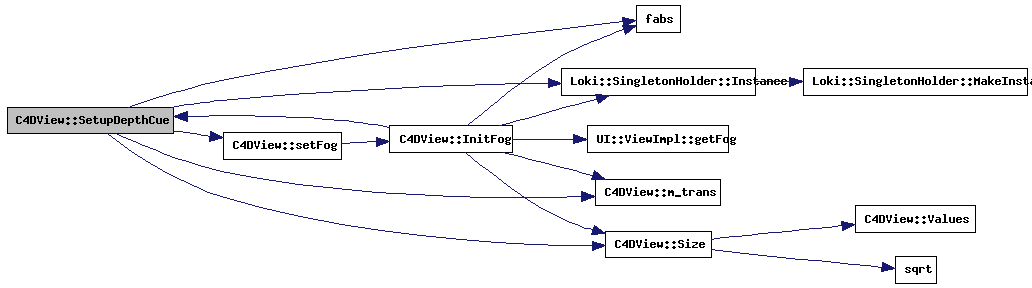 fabs
Loki::SingletonHolder::Instance
Loki::SingletonHolder::MakeInsta
C4DView::SetupDepthCue
C4DView::setFog
C4DView::InitFog
UI::ViewImpl::getFog
C4DView::m_trans
C4DView::Size
C4DView::Values
sqrt